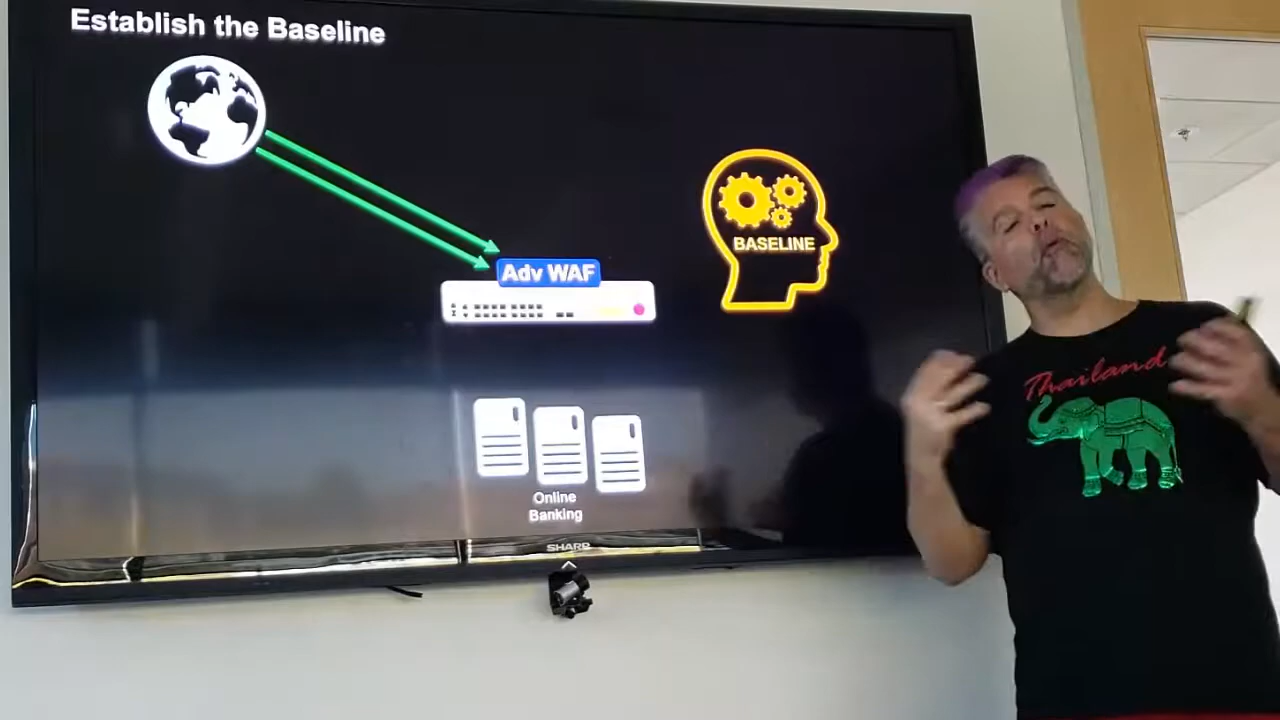 Establish the Baseline
Adv WAF
BASELINE
Online
Banking
SHARP
Thailand